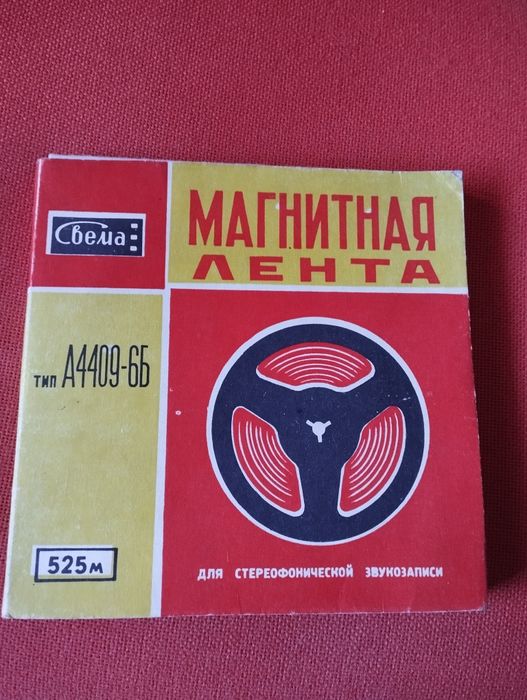 Свема
МАГНИТНАЯ
ЛЕНТА
тип А4409-6Б
525м
ДЛЯ СТЕРЕОФОНИЧЕСКОЙ ЗВУКОЗАПИСИ